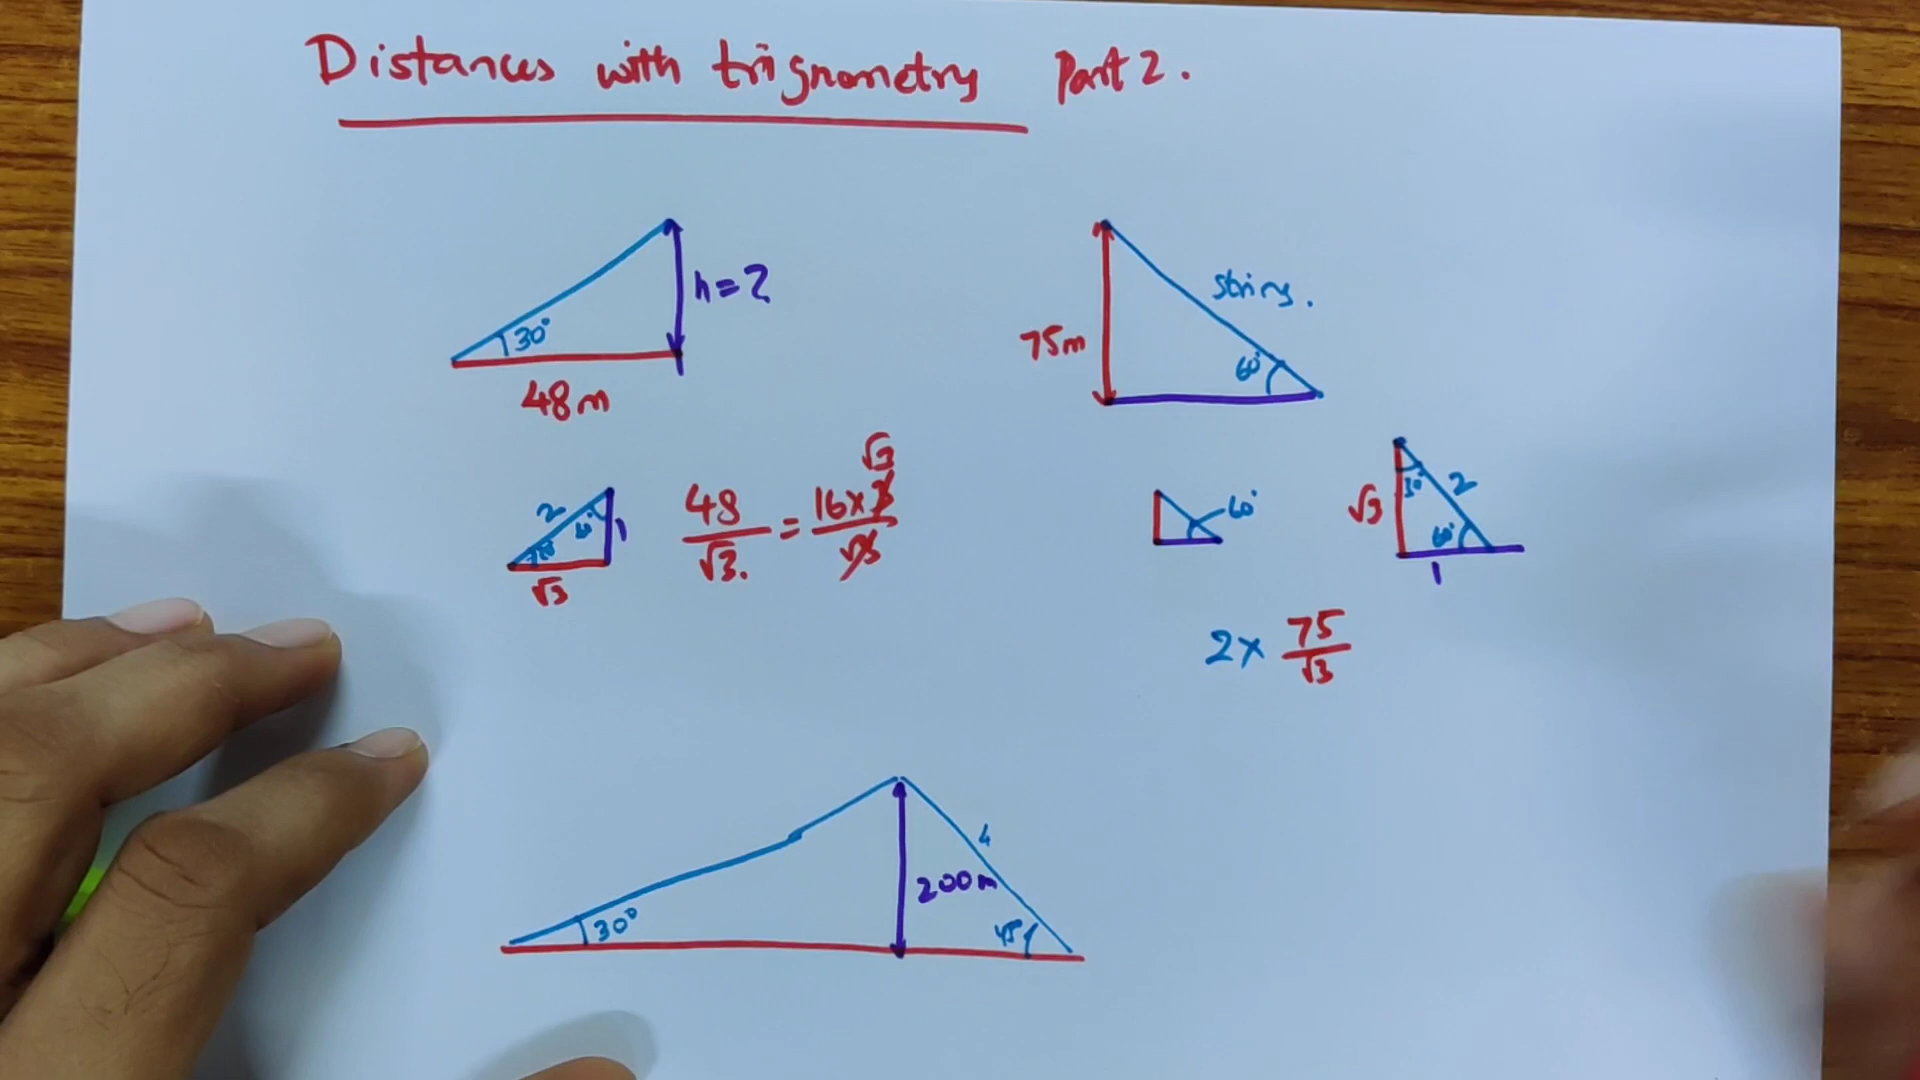 Distances with trignometry Part 2.
h=?
30°
48m
string.
75m
60°
2
60°
1
30°
√3
48/√3. = 16×3/√3
√3
60°
√3
30°
2
60°
1
2× 75/√3
4
200m
30°
45